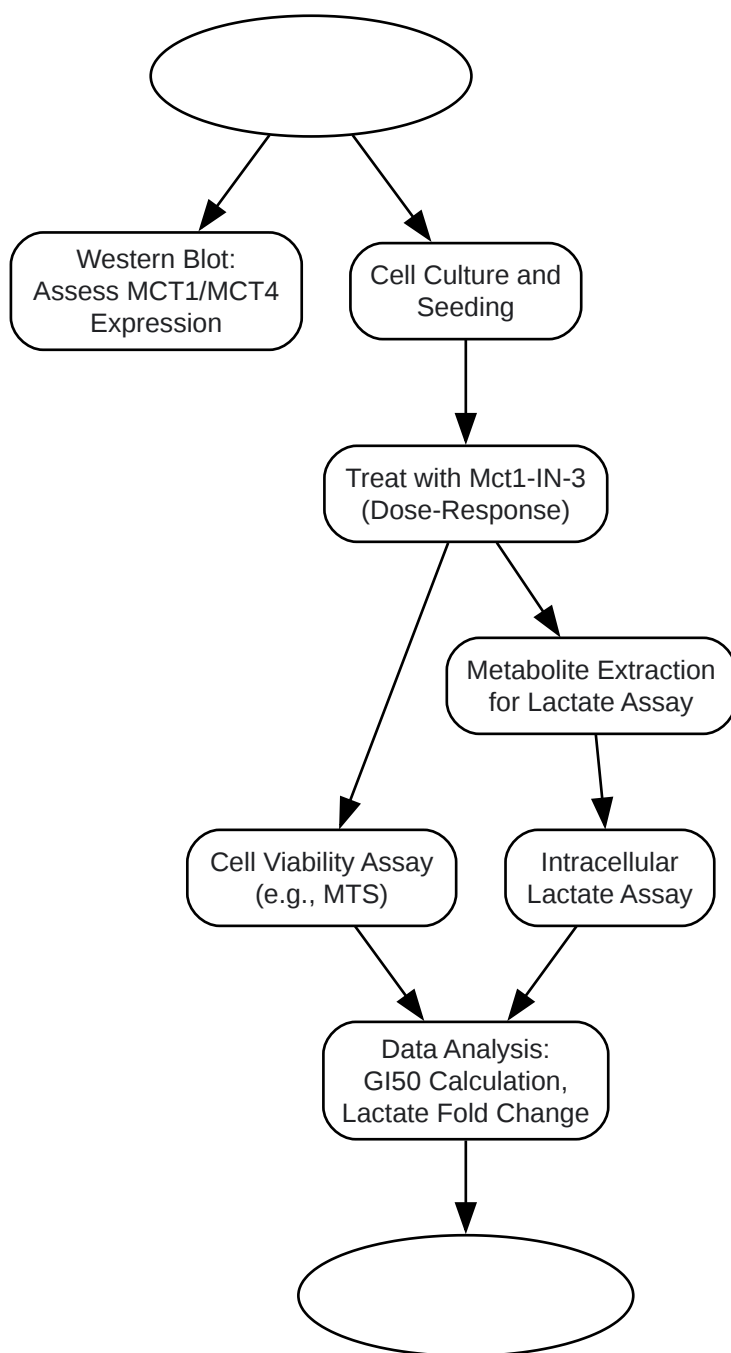 Western Blot:
Assess MCT1/MCT4
Expression
Cell Culture and
Seeding
Treat with Mct1-IN-3
(Dose-Response)
Metabolite Extraction
for Lactate Assay
Cell Viability Assay
(e.g., MTS)
Intracellular
Lactate Assay
Data Analysis:
GI50 Calculation,
Lactate Fold Change